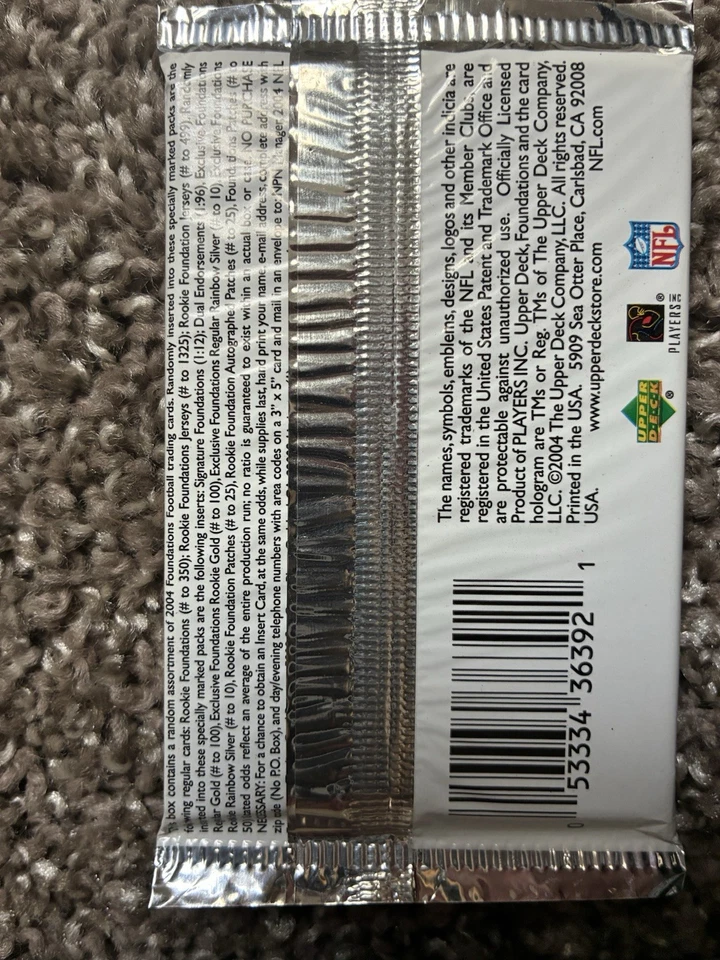 box contains a random assortment of 2004 Foundations Football trading cards. Randomly inserted into these specially marked packs are the
regular cards: Rookie Foundations (# to 350); Rookie Foundations Jerseys (# to 1325); Rookie Foundation Jerseys (# to 499). Randomly
into these specially marked packs are the following inserts: Signature Foundations (1:12); Dual Endorsements (1:96), Exclusive Foundations
Gold (# to 100), Exclusive Foundations Rookie Gold (# to 100), Exclusive Foundations Regular Rainbow Silver (# to 10), Exclusive Foundations
Rainbow Silver (# to 10), Rookie Foundation Patches (# to 25), Rookie Foundation Autographed Patches (# to 25), Foundations Patches (# to
50) odds reflect an average of the entire production run; no ratio is guaranteed to exist within an actual box or case. NO PURCHASE
NECESSARY: For a chance to obtain an Insert Card, at the same odds, while supplies last, hand print your name, e-mail address, complete address with
zip (No P.O. Box), and day/evening telephone numbers with area codes on a 3" x 5" card and mail in an envelope to: NPN 2004 NFL
The names, symbols, emblems, designs, logos and other indicia are
registered trademarks of the NFL and its Member Clubs, are
registered in the United States Patent and Trademark Office and
are protectable against unauthorized use. Officially Licensed
Product of PLAYERS INC. Upper Deck, Foundations and the card
hologram are TMs or Reg. TMs of The Upper Deck Company,
LLC. ©2004 The Upper Deck Company, LLC. All rights reserved.
Printed in the USA. 5909 Sea Otter Place, Carlsbad, CA 92008
USA. www.upperdeckstore.com NFL.com
UPPER
DECK
®
PLAYERS INC
®
NFL
0 53334 36392 1